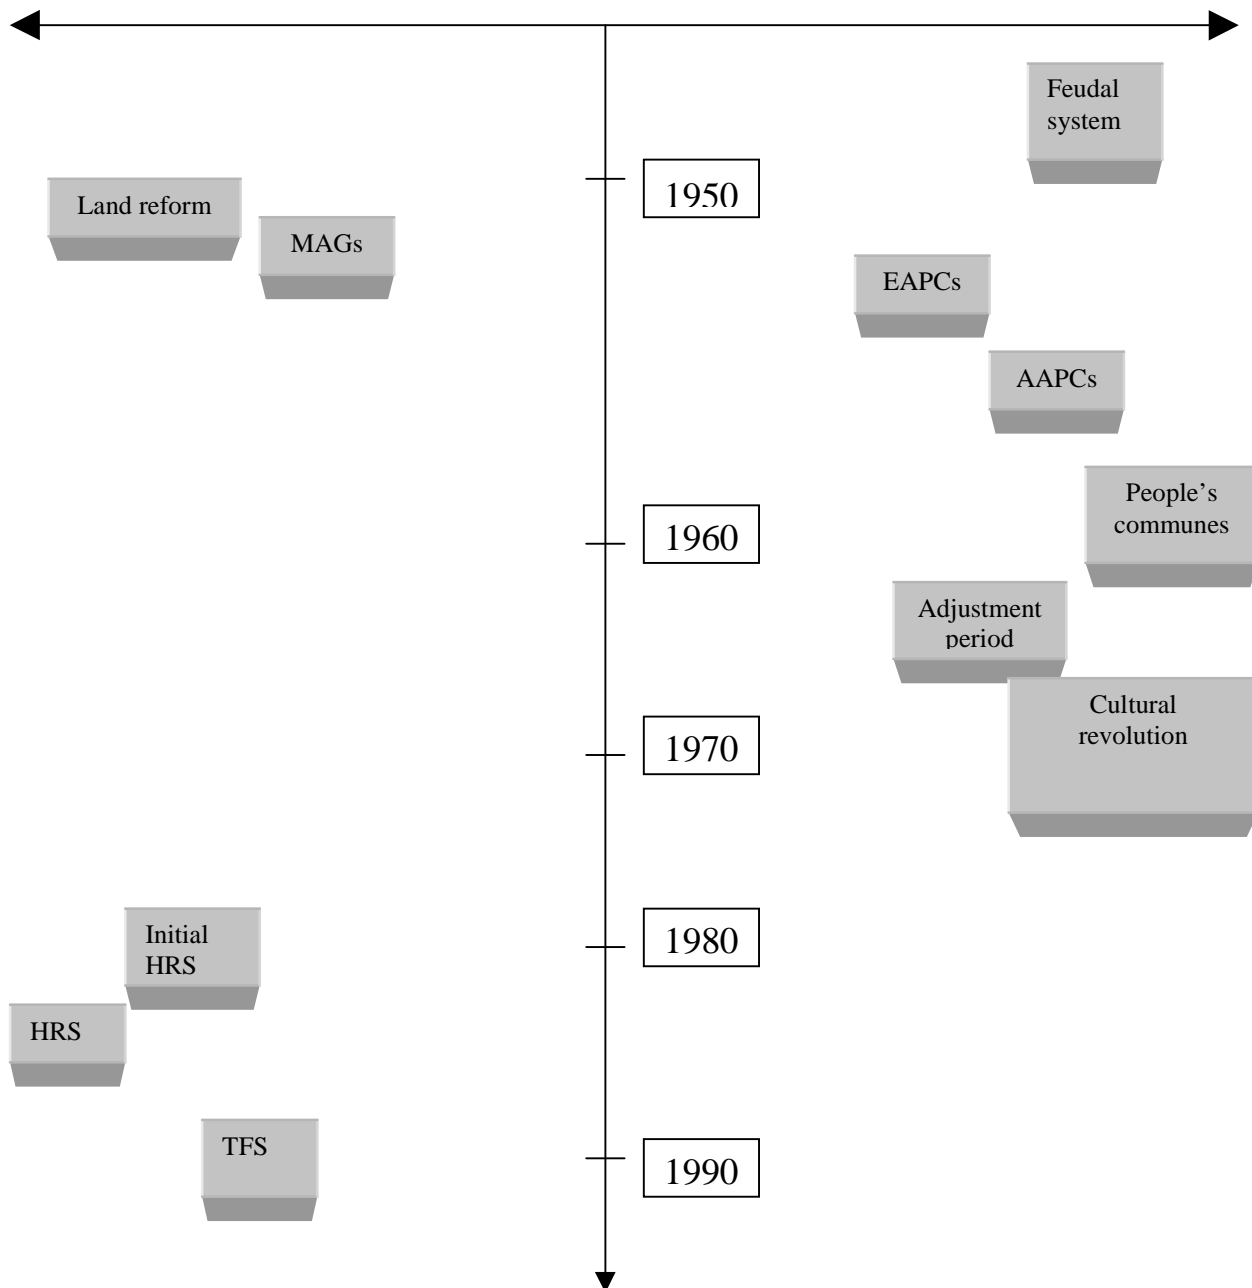 Feudal
system
1950
Land reform
MAGs
EAPCs
AAPCs
People’s
communes
1960
Adjustment
period
Cultural
revolution
1970
Initial
HRS
1980
HRS
TFS
1990